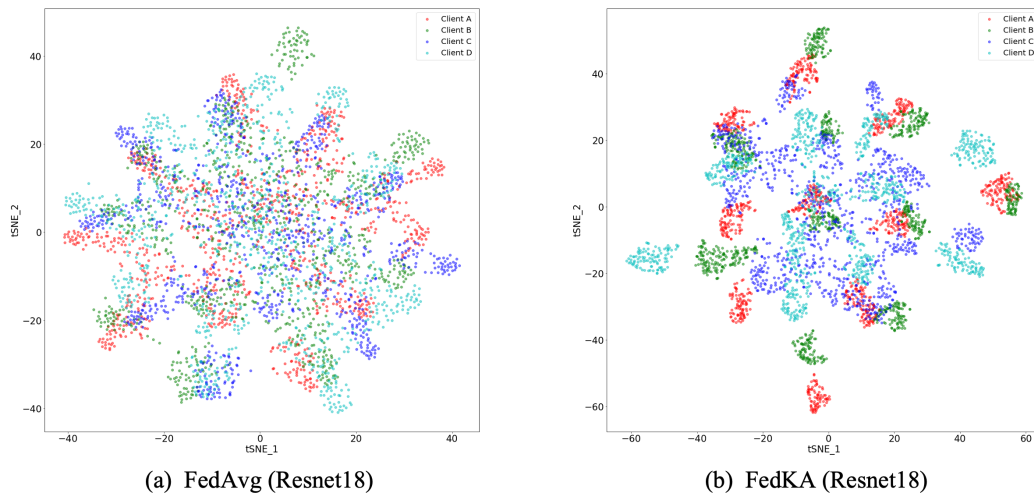 Client A
Client B
Client C
Client D
40
20
0
−20
−40
tSNE_2
−40
−20
0
20
40
tSNE_1
(a) FedAvg (Resnet18)
Client A
Client B
Client C
Client D
60
40
20
0
−20
−40
−60
tSNE_2
−60
−40
−20
0
20
40
60
tSNE_1
(b) FedKA (Resnet18)